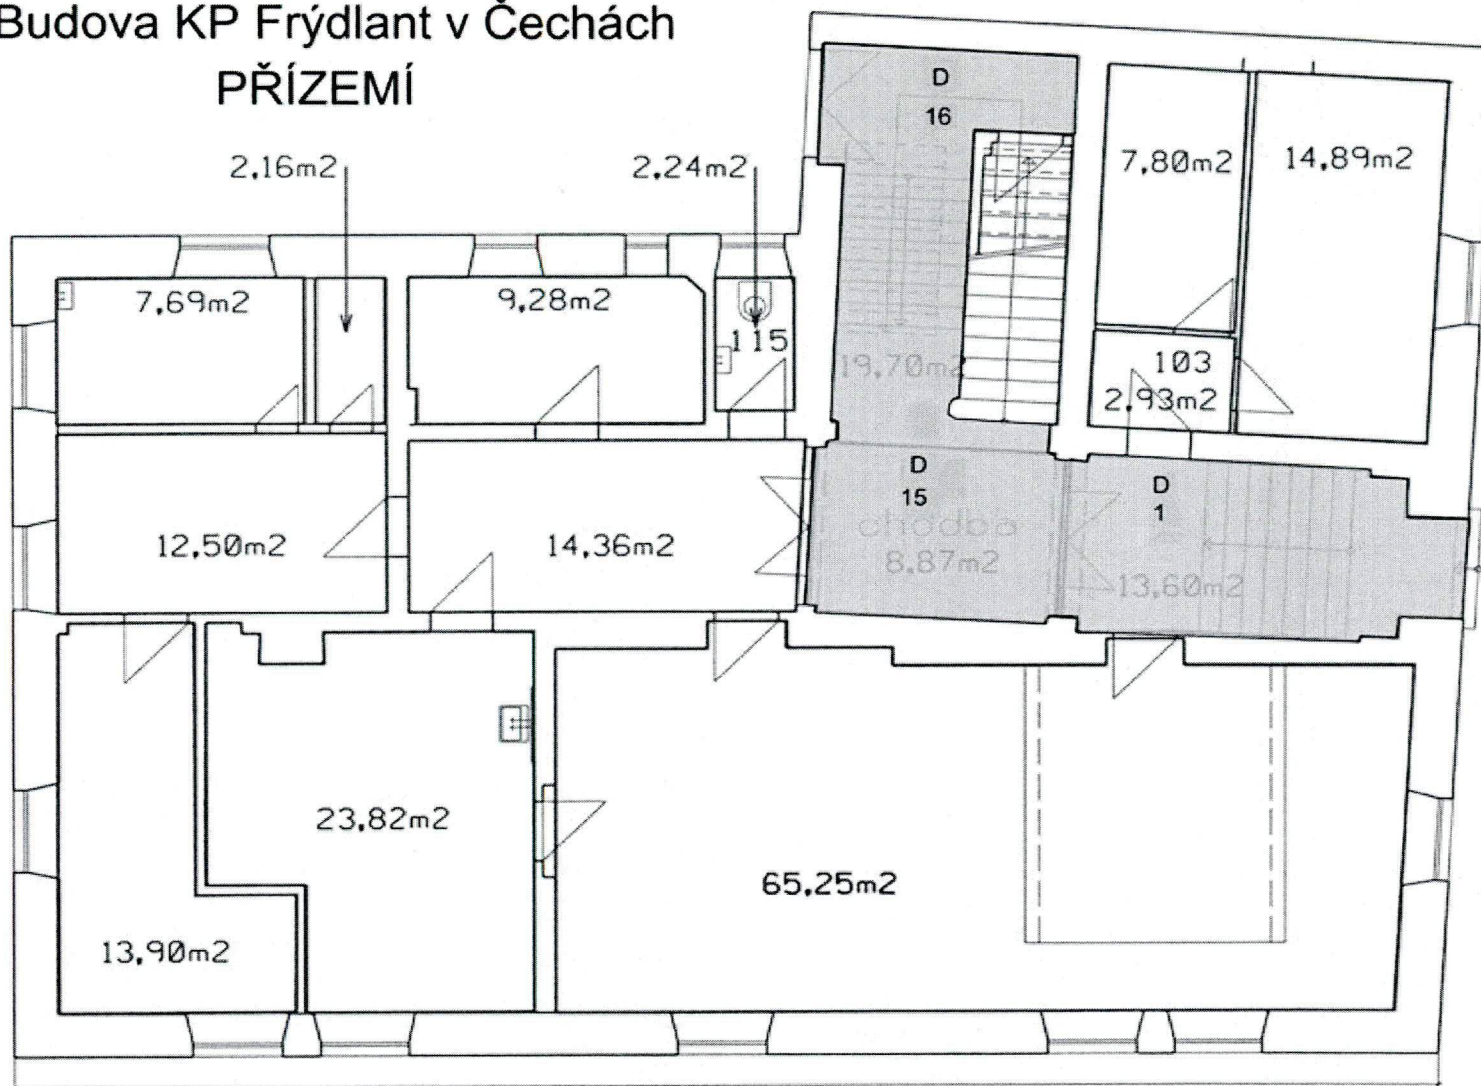 Budova KP Frýdlant v Čechách
PŘÍZEMÍ
D
16
2,16m2
2,24m2
7,80m2
14,89m2
7,69m2
9,28m2
115
19,70m2
103
2,93m2
D
15
D
1
12,50m2
14,36m2
chodba
8,87m2
13,60m2
23,82m2
65,25m2
13,90m2